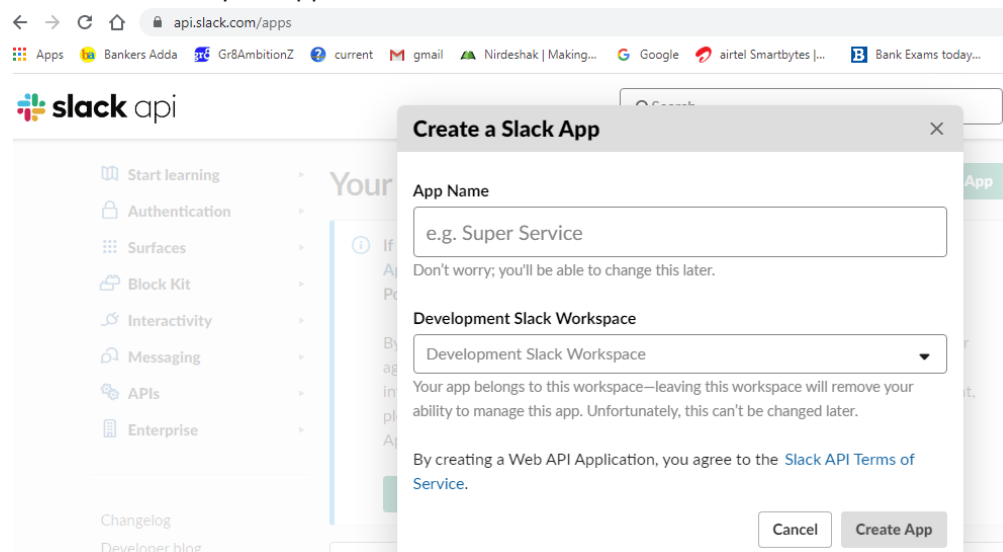 api.slack.com/apps
Apps Bankers Adda Gr8AmbitionZ current gmail Nirdeshak | Making... Google airtel Smartbytes |... Bank Exams today...
slack api
Create a Slack App
Start learning
Your
App Name
App
Authentication
e.g. Super Service
Surfaces
If
Don't worry; you'll be able to change this later.
Block Kit
Interactivity
Development Slack Workspace
Messaging
By
Development Slack Workspace
APIs
Your app belongs to this workspace—leaving this workspace will remove your
ability to manage this app. Unfortunately, this can't be changed later.
Enterprise
By creating a Web API Application, you agree to the Slack API Terms of
Service.
Changelog
Cancel Create App
Developer blog